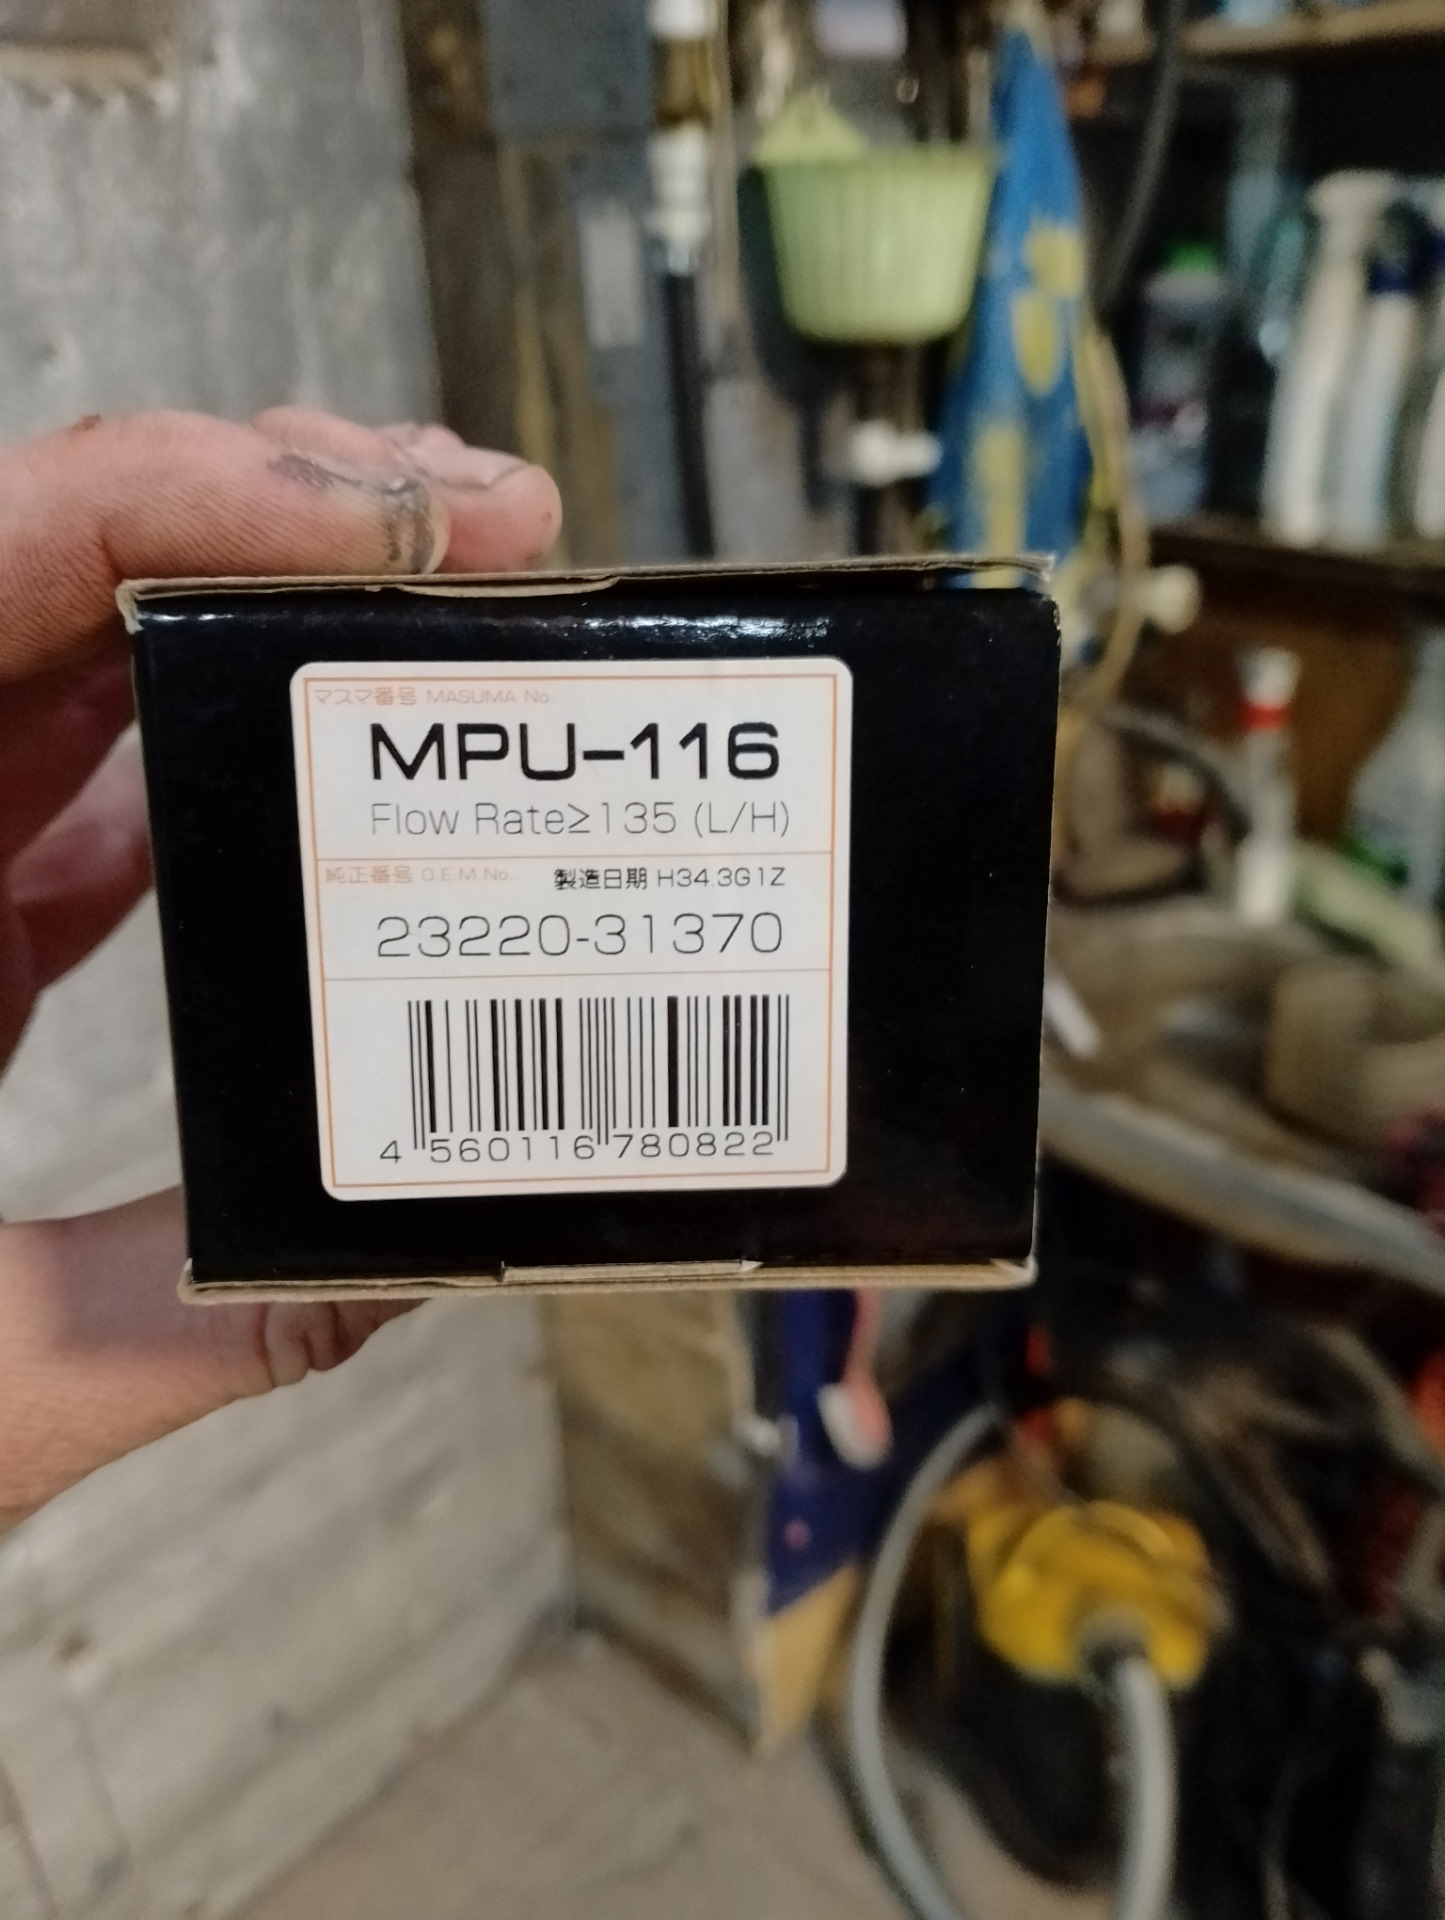 マスマ番号 MASUMA No.
MPU-116
Flow Rate≥135 (L/H)
純正番号 O.E.M.No. 製造日期 H34.3G1Z
23220-31370
4 560116 780822